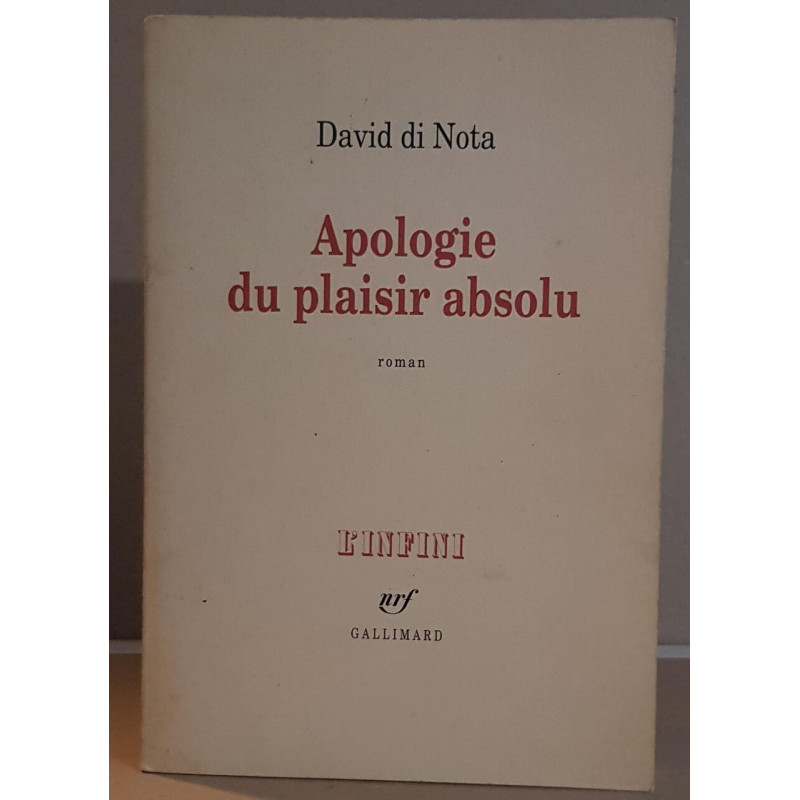 David di Nota
Apologie
du plaisir absolu
roman
L'INFINI
nrf
GALLIMARD